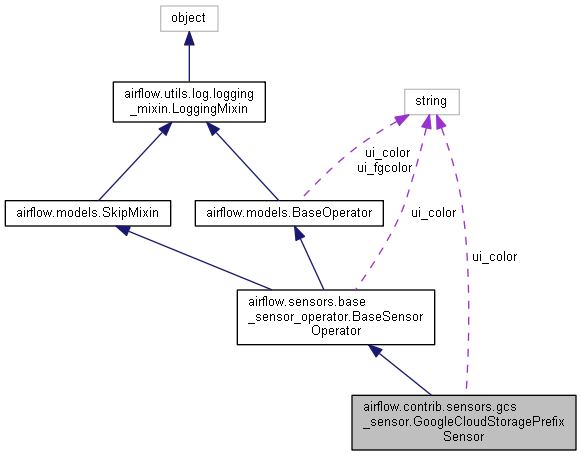 object
airflow.utils.log.logging
_mixin.LoggingMixin
string
ui_color
ui_fgcolor
airflow.models.SkipMixin
airflow.models.BaseOperator
ui_color
ui_color
airflow.sensors.base
_sensor_operator.BaseSensor
Operator
airflow.contrib.sensors.gcs
_sensor.GoogleCloudStoragePrefix
Sensor